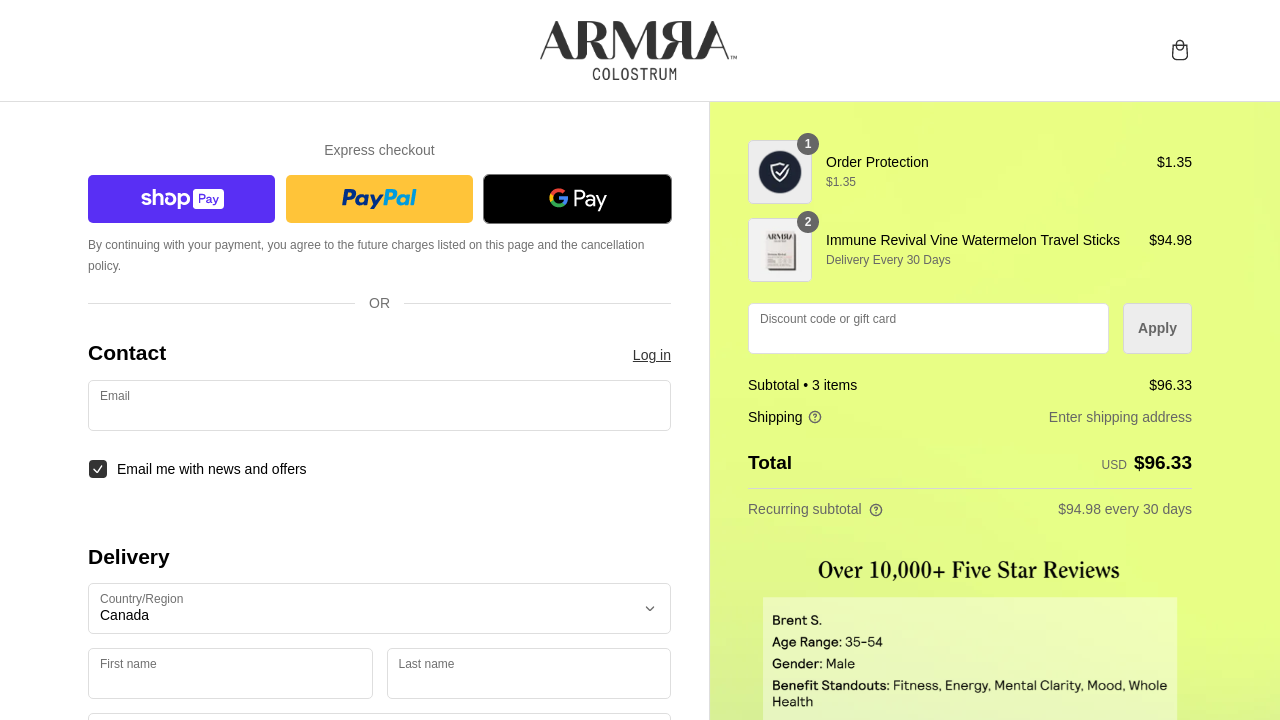 ARMRA™
COLOSTRUM
Express checkout
shop Pay
PayPal
G Pay
By continuing with your payment, you agree to the future charges listed on this page and the cancellation
policy.
OR
Contact
Log in
Email
Email me with news and offers
Delivery
Country/Region
Canada
First name
Last name
1
Order Protection
$1.35
$1.35
2
ARMRA
Immune Revival Vine Watermelon Travel Sticks
$94.98
Delivery Every 30 Days
Discount code or gift card
Apply
Subtotal • 3 items
$96.33
Shipping
Enter shipping address
Total
USD $96.33
Recurring subtotal
$94.98 every 30 days
Over 10,000+ Five Star Reviews
Brent S.
Age Range: 35-54
Gender: Male
Benefit Standouts: Fitness, Energy, Mental Clarity, Mood, Whole
Health